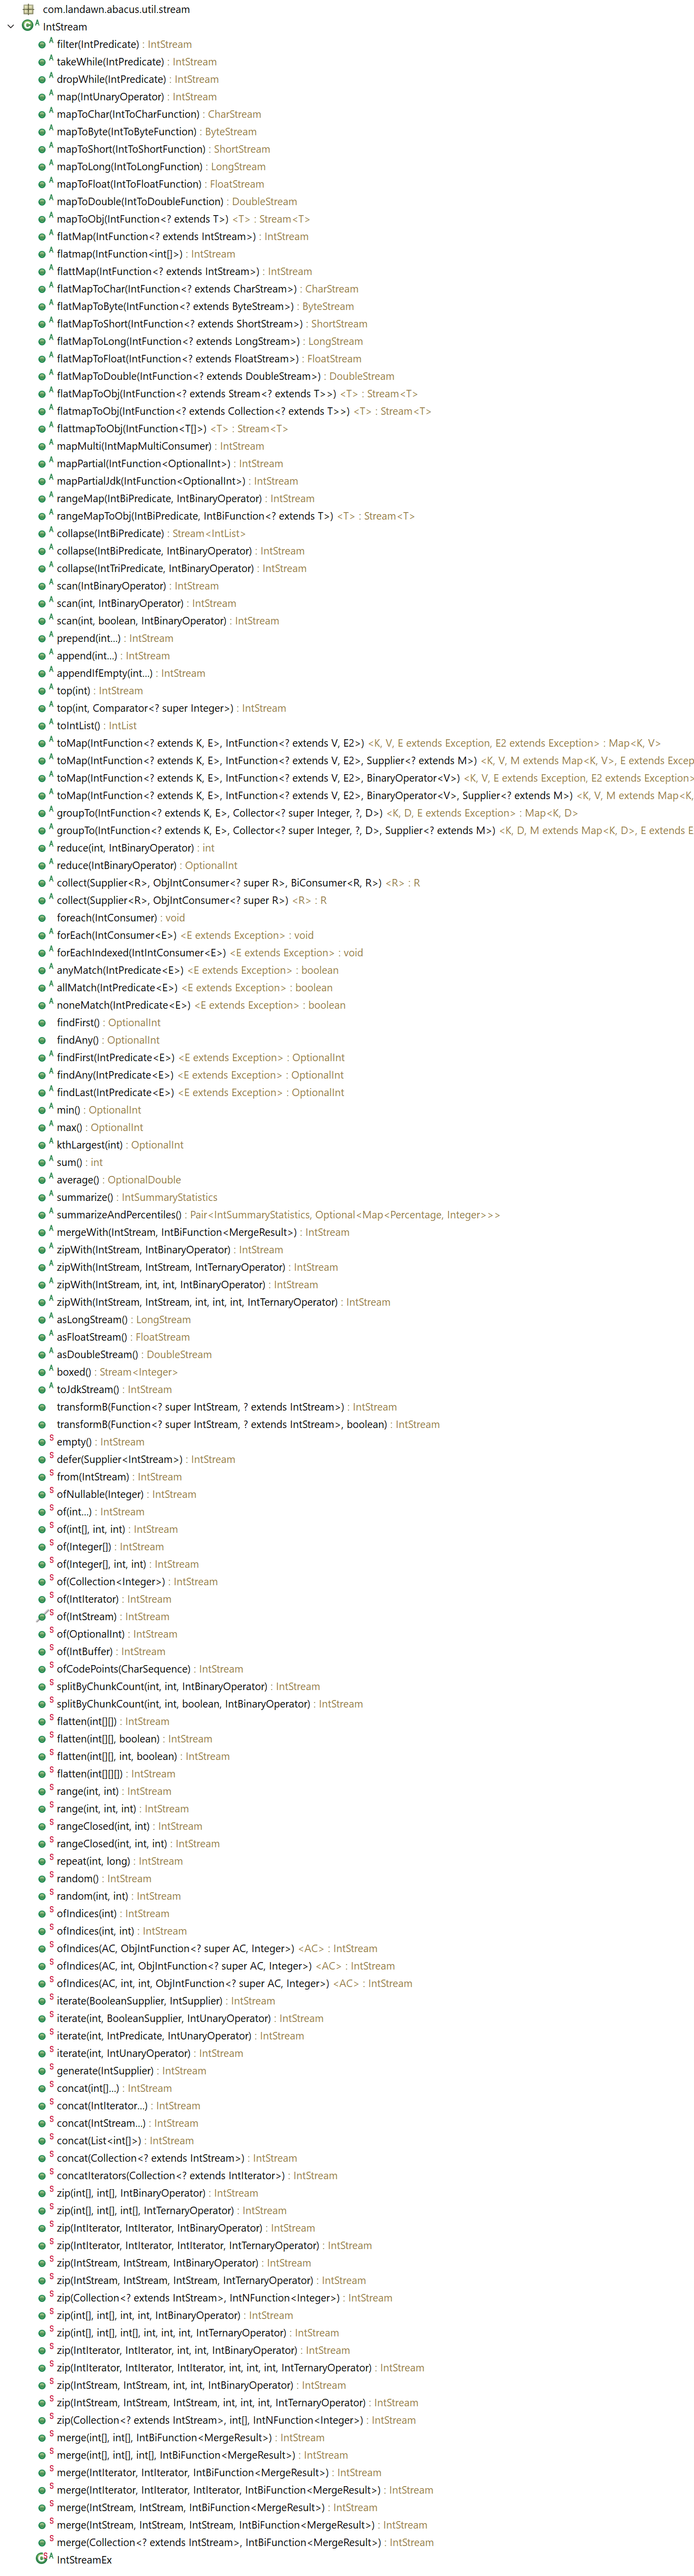 com.landawn.abacus.util.stream
IntStream
filter(IntPredicate) : IntStream
takeWhile(IntPredicate) : IntStream
dropWhile(IntPredicate) : IntStream
map(IntUnaryOperator) : IntStream
mapToChar(IntToCharFunction) : CharStream
mapToByte(IntToByteFunction) : ByteStream
mapToShort(IntToShortFunction) : ShortStream
mapToLong(IntToLongFunction) : LongStream
mapToFloat(IntToFloatFunction) : FloatStream
mapToDouble(IntToDoubleFunction) : DoubleStream
mapToObj(IntFunction<? extends T>) <T> : Stream<T>
flatMap(IntFunction<? extends IntStream>) : IntStream
flatmap(IntFunction<int[]>) : IntStream
flattMap(IntFunction<? extends IntStream>) : IntStream
flatMapToChar(IntFunction<? extends CharStream>) : CharStream
flatMapToByte(IntFunction<? extends ByteStream>) : ByteStream
flatMapToShort(IntFunction<? extends ShortStream>) : ShortStream
flatMapToLong(IntFunction<? extends LongStream>) : LongStream
flatMapToFloat(IntFunction<? extends FloatStream>) : FloatStream
flatMapToDouble(IntFunction<? extends DoubleStream>) : DoubleStream
flatMapToObj(IntFunction<? extends Stream<? extends T>>) <T> : Stream<T>
flatmapToObj(IntFunction<? extends Collection<? extends T>>) <T> : Stream<T>
flattmapToObj(IntFunction<T[]>) <T> : Stream<T>
mapMulti(IntMapMultiConsumer) : IntStream
mapPartial(IntFunction<OptionalInt>) : IntStream
mapPartialJdk(IntFunction<OptionalInt>) : IntStream
rangeMap(IntBiPredicate, IntBinaryOperator) : IntStream
rangeMapToObj(IntBiPredicate, IntBiFunction<? extends T>) <T> : Stream<T>
collapse(IntBiPredicate) : Stream<IntList>
collapse(IntBiPredicate, IntBinaryOperator) : IntStream
collapse(IntTriPredicate, IntBinaryOperator) : IntStream
scan(IntBinaryOperator) : IntStream
scan(int, IntBinaryOperator) : IntStream
scan(int, boolean, IntBinaryOperator) : IntStream
prepend(int...) : IntStream
append(int...) : IntStream
appendIfEmpty(int...) : IntStream
top(int) : IntStream
top(int, Comparator<? super Integer>) : IntStream
toIntList() : IntList
toMap(IntFunction<? extends K, E>, IntFunction<? extends V, E2>) <K, V, E extends Exception, E2 extends Exception> : Map<K, V>
toMap(IntFunction<? extends K, E>, IntFunction<? extends V, E2>, Supplier<? extends M>) <K, V, M extends Map<K, V>, E extends Excep
toMap(IntFunction<? extends K, E>, IntFunction<? extends V, E2>, BinaryOperator<V>) <K, V, E extends Exception, E2 extends Exception>
toMap(IntFunction<? extends K, E>, IntFunction<? extends V, E2>, BinaryOperator<V>, Supplier<? extends M>) <K, V, M extends Map<K,
groupTo(IntFunction<? extends K, E>, Collector<? super Integer, ?, D>) <K, D, E extends Exception> : Map<K, D>
groupTo(IntFunction<? extends K, E>, Collector<? super Integer, ?, D>, Supplier<? extends M>) <K, D, M extends Map<K, D>, E extends E
reduce(int, IntBinaryOperator) : int
reduce(IntBinaryOperator) : OptionalInt
collect(Supplier<R>, ObjIntConsumer<? super R>, BiConsumer<R, R>) <R> : R
collect(Supplier<R>, ObjIntConsumer<? super R>) <R> : R
foreach(IntConsumer) : void
forEach(IntConsumer<E>) <E extends Exception> : void
forEachIndexed(IntIntConsumer<E>) <E extends Exception> : void
anyMatch(IntPredicate<E>) <E extends Exception> : boolean
allMatch(IntPredicate<E>) <E extends Exception> : boolean
noneMatch(IntPredicate<E>) <E extends Exception> : boolean
findFirst() : OptionalInt
findAny() : OptionalInt
findFirst(IntPredicate<E>) <E extends Exception> : OptionalInt
findAny(IntPredicate<E>) <E extends Exception> : OptionalInt
findLast(IntPredicate<E>) <E extends Exception> : OptionalInt
min() : OptionalInt
max() : OptionalInt
kthLargest(int) : OptionalInt
sum() : int
average() : OptionalDouble
summarize() : IntSummaryStatistics
summarizeAndPercentiles() : Pair<IntSummaryStatistics, Optional<Map<Percentage, Integer>>>
mergeWith(IntStream, IntBiFunction<MergeResult>) : IntStream
zipWith(IntStream, IntBinaryOperator) : IntStream
zipWith(IntStream, IntStream, IntTernaryOperator) : IntStream
zipWith(IntStream, int, int, IntBinaryOperator) : IntStream
zipWith(IntStream, IntStream, int, int, int, IntTernaryOperator) : IntStream
asLongStream() : LongStream
asFloatStream() : FloatStream
asDoubleStream() : DoubleStream
boxed() : Stream<Integer>
toJdkStream() : IntStream
transformB(Function<? super IntStream, ? extends IntStream>) : IntStream
transformB(Function<? super IntStream, ? extends IntStream>, boolean) : IntStream
empty() : IntStream
defer(Supplier<IntStream>) : IntStream
from(IntStream) : IntStream
ofNullable(Integer) : IntStream
of(int...) : IntStream
of(int[], int, int) : IntStream
of(Integer[]) : IntStream
of(Integer[], int, int) : IntStream
of(Collection<Integer>) : IntStream
of(IntIterator) : IntStream
of(IntStream) : IntStream
of(OptionalInt) : IntStream
of(IntBuffer) : IntStream
ofCodePoints(CharSequence) : IntStream
splitByChunkCount(int, int, IntBinaryOperator) : IntStream
splitByChunkCount(int, int, boolean, IntBinaryOperator) : IntStream
flatten(int[][]) : IntStream
flatten(int[][], boolean) : IntStream
flatten(int[][], int, boolean) : IntStream
flatten(int[][][]) : IntStream
range(int, int) : IntStream
range(int, int, int) : IntStream
rangeClosed(int, int) : IntStream
rangeClosed(int, int, int) : IntStream
repeat(int, long) : IntStream
random() : IntStream
random(int, int) : IntStream
ofIndices(int) : IntStream
ofIndices(int, int) : IntStream
ofIndices(AC, ObjIntFunction<? super AC, Integer>) <AC> : IntStream
ofIndices(AC, int, ObjIntFunction<? super AC, Integer>) <AC> : IntStream
ofIndices(AC, int, int, ObjIntFunction<? super AC, Integer>) <AC> : IntStream
iterate(BooleanSupplier, IntSupplier) : IntStream
iterate(int, BooleanSupplier, IntUnaryOperator) : IntStream
iterate(int, IntPredicate, IntUnaryOperator) : IntStream
iterate(int, IntUnaryOperator) : IntStream
generate(IntSupplier) : IntStream
concat(int[]...) : IntStream
concat(IntIterator...) : IntStream
concat(IntStream...) : IntStream
concat(List<int[]>) : IntStream
concat(Collection<? extends IntStream>) : IntStream
concatIterators(Collection<? extends IntIterator>) : IntStream
zip(int[], int[], IntBinaryOperator) : IntStream
zip(int[], int[], int[], IntTernaryOperator) : IntStream
zip(IntIterator, IntIterator, IntBinaryOperator) : IntStream
zip(IntIterator, IntIterator, IntIterator, IntTernaryOperator) : IntStream
zip(IntStream, IntStream, IntBinaryOperator) : IntStream
zip(IntStream, IntStream, IntStream, IntTernaryOperator) : IntStream
zip(Collection<? extends IntStream>, IntNFunction<Integer>) : IntStream
zip(int[], int[], int, int, IntBinaryOperator) : IntStream
zip(int[], int[], int[], int, int, int, IntTernaryOperator) : IntStream
zip(IntIterator, IntIterator, int, int, IntBinaryOperator) : IntStream
zip(IntIterator, IntIterator, IntIterator, int, int, int, IntTernaryOperator) : IntStream
zip(IntStream, IntStream, int, int, IntBinaryOperator) : IntStream
zip(IntStream, IntStream, IntStream, int, int, int, IntTernaryOperator) : IntStream
zip(Collection<? extends IntStream>, int[], IntNFunction<Integer>) : IntStream
merge(int[], int[], IntBiFunction<MergeResult>) : IntStream
merge(int[], int[], int[], IntBiFunction<MergeResult>) : IntStream
merge(IntIterator, IntIterator, IntBiFunction<MergeResult>) : IntStream
merge(IntIterator, IntIterator, IntIterator, IntBiFunction<MergeResult>) : IntStream
merge(IntStream, IntStream, IntBiFunction<MergeResult>) : IntStream
merge(IntStream, IntStream, IntStream, IntBiFunction<MergeResult>) : IntStream
merge(Collection<? extends IntStream>, IntBiFunction<MergeResult>) : IntStream
IntStreamEx